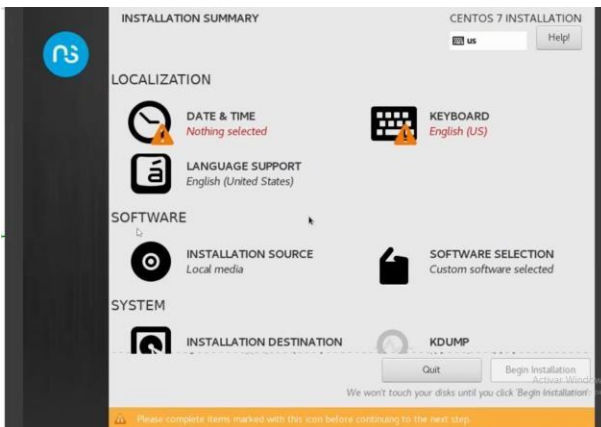 INSTALLATION SUMMARY
CENTOS 7 INSTALLATION
us
Help!
LOCALIZATION
DATE & TIME
Nothing selected
KEYBOARD
English (US)
LANGUAGE SUPPORT
English (United States)
SOFTWARE
INSTALLATION SOURCE
Local media
SOFTWARE SELECTION
Custom software selected
SYSTEM
INSTALLATION DESTINATION
KDUMP
Quit
Begin Installation
Activar Window
We won't touch your disks until you click 'Begin Installation'
Please complete items marked with this icon before continuing to the next step.